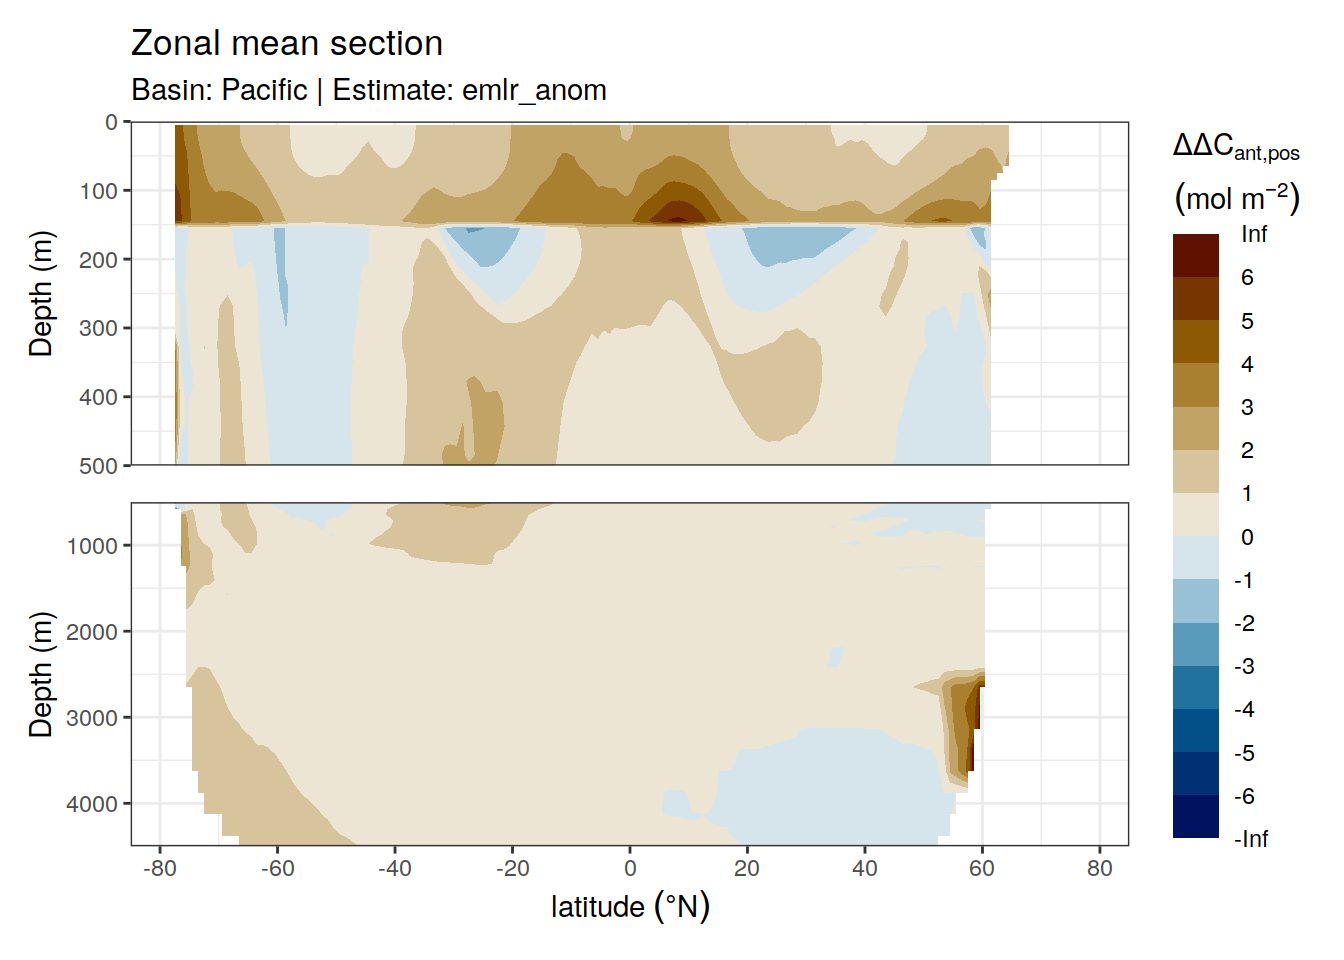 Zonal mean section
Basin: Pacific | Estimate: emlr_anom
0
100
200
300
400
500
Depth (m)
1000
2000
3000
4000
Depth (m)
-80 -60 -40 -20 0 20 40 60 80
latitude (°N)
ΔΔCant,pos
(mol m−2)
Inf
6
5
4
3
2
1
0
-1
-2
-3
-4
-5
-6
-Inf